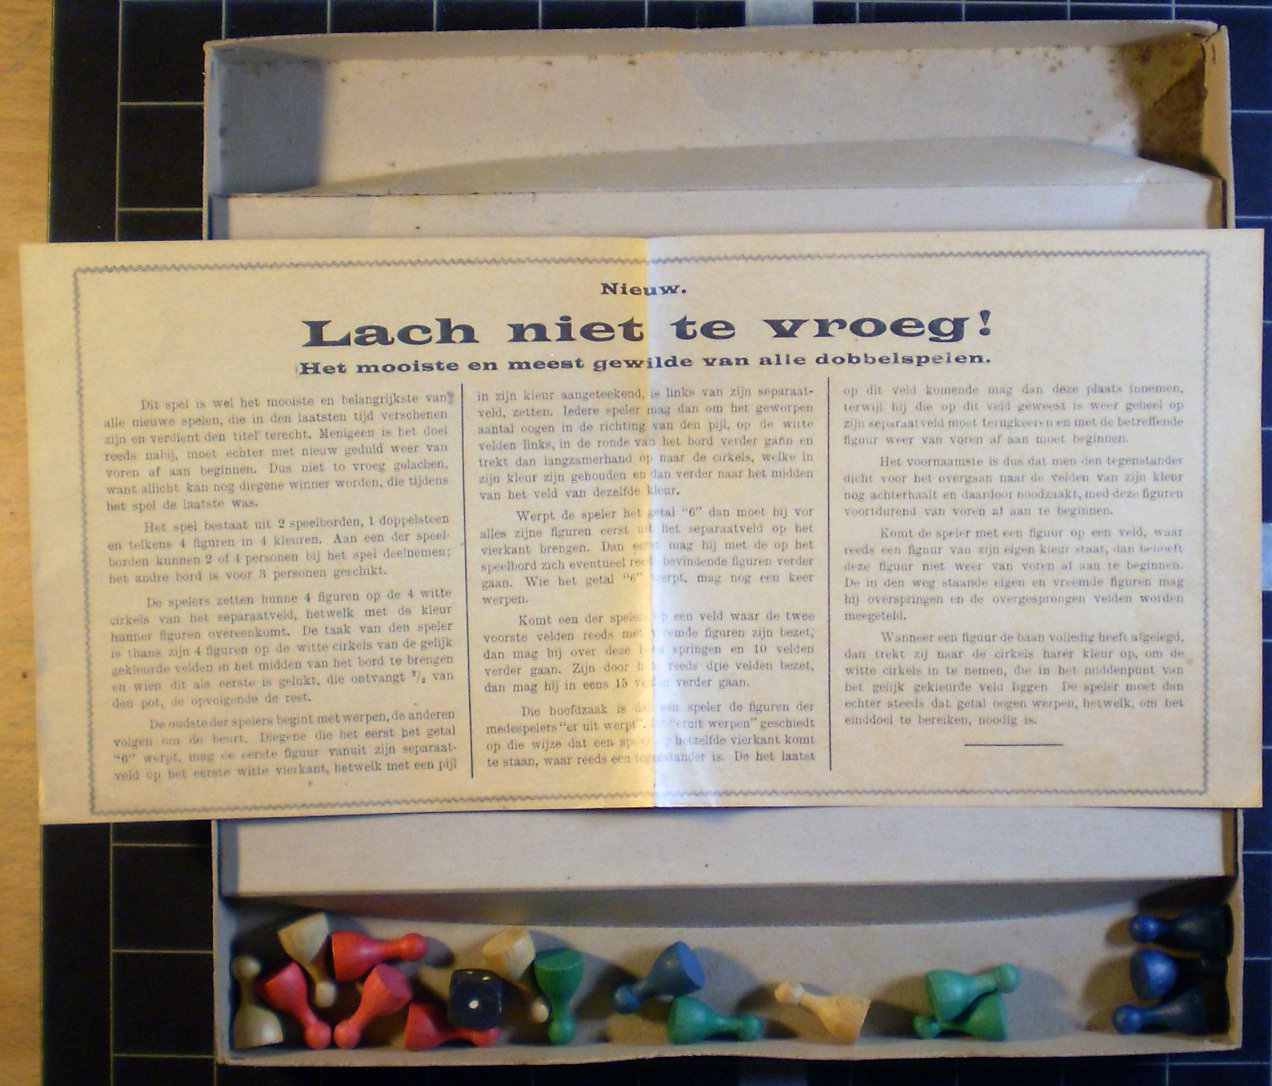 Nieuw.
Lach niet te vroeg!
Het mooiste en meest gewilde van alle dobbelspelen.
Dit spel is wel het mooiste en belangrijkste van
alle nieuwe spelen, die in den laatsten tijd verschenen
zijn en verdient den titel terecht. Menigeen is het doel
reeds nabij, moet echter met nieuw geduld weer van
voren af aan beginnen. Dus niet te vroeg gelachen,
want allicht kan nog diegene winner worden, die tijdens
het spel de laatste was.
Het spel bestaat uit 2 speelborden, 1 doppelsteen
en telkens 4 figuren in 4 kleuren. Aan een der speel-
borden kunnen 2 of 4 personen bij het spel deelnemen;
het andre bord is voor 3 personen geschikt.
De spelers zetten hunne 4 figuren op de 4 witte
cirkels van het separaatveld, hetwelk met de kleur
hunner figuren overeenkomt. De taak van den speler
is thans zijn 4 figuren op de witte cirkels van de gelijk
gekleurde velden in het midden van het bord te brengen
en wien dit als eerste is gelukt, die ontvangt van
den pot, de opvolgende de rest.
De oudste der spelers begint met werpen, de anderen
volgen om de beurt. Diegene die het eerst het getal
"6" werpt, mag de eerste figuur vanuit zijn separaat-
veld op het eerste witte vierkant, hetwelk met een pijl
in zijn kleur aangeteekend, is links van zijn separaat-
veld, zetten. Iedere speler mag dan om het geworpen
aantal oogen in de richting van den pijl, op de witte
velden links, in de ronde van het bord verder gaan en
trekt dan langzamerhand op naar de cirkels, welke in
zijn kleur zijn gehouden en dan verder naar het midden
van het veld van dezelfde kleur.
Werpt de speler het getal "6" dan moet hij vor
alles zijne figuren eerst uit het separaatveld op het
vierkant brengen. Dan eerst mag hij met de op het
speelbord zich eventueel reeds bevindende figuren verder
gaan. Wie het getal "6" werpt, mag nog een keer
werpen.
Komt een der spelers op een veld waar de twee
voorste velden reeds met vreemde figuren zijn bezet,
dan mag hij over deze springen en 10 velden
verder gaan. Zijn door reeds drie velden bezet,
dan mag hij in eens 15 verder gaan.
Die hoofdzaak is dat een speler de figuren der
medespelers "er uit werpt". "eruit werpen" geschiedt
op die wijze dat een speler op hetzelfde vierkant komt
te staan, waar reeds een tegenstander is. De het laatst
op dit veld komende mag dan deze plaats innemen,
terwijl hij die op dit veld geweest is weer geheel op
zijn separaatveld moet terugkeeren en met de betreffende
figuur weer van voren af aan moet beginnen.
Het voornaamste is dus dat men den tegenstander
dicht voor het overgaan naar de velden van zijn kleur
nog achterhaalt en daardoor noodzaakt, med deze figuren
voortdurend van voren af aan te beginnen.
Komt de speler met een figuur op een veld, waar
reeds een figuur van zijn eigen kleur staat, dan behoeft
deze figuur niet weer van voren af aan te beginnen.
De in den weg staande eigen en vreemde figuren mag
hij overspringen en de overgesprongen velden worden
meegeteld.
Wanneer een figuur de baan volledig heeft afgelegd,
dan trekt zij naar de cirkels harer kleur op, om de
witte cirkels in te nemen, die in het middenpunt van
het gelijk gekleurde veld liggen. De speler moet dan
echter steeds dat getal oogen werpen, hetwelk, om het
einddoel te bereiken, noodig is.